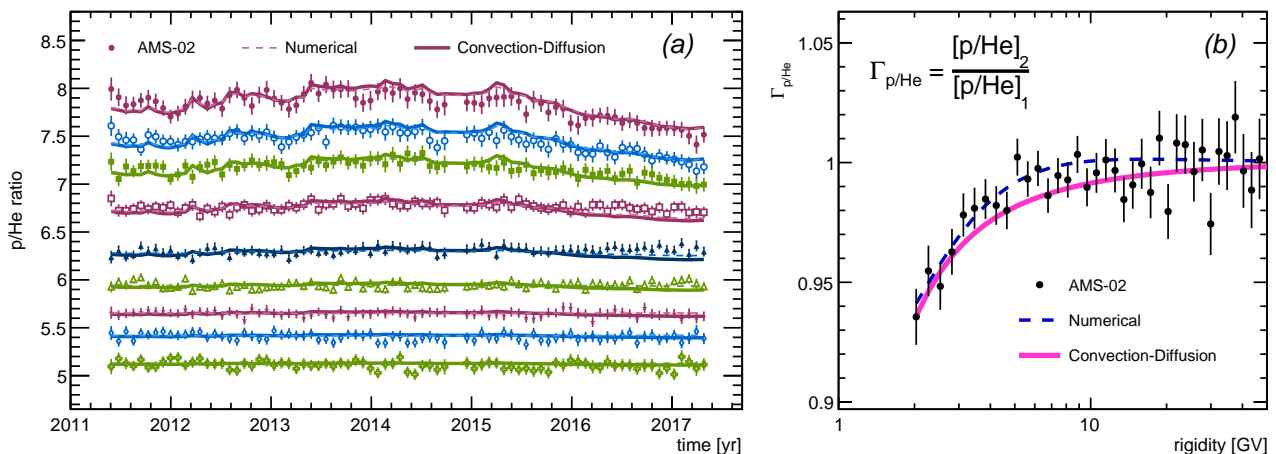 8.5
8
7.5
7
6.5
6
5.5
5
p/He ratio
AMS-02
Numerical
Convection-Diffusion
(a)
2011 2012 2013 2014 2015 2016 2017
time [yr]
1.05
1
0.95
0.9
Γp/He
(b)
Γp/He = [p/He]2 / [p/He]1
AMS-02
Numerical
Convection-Diffusion
1 10
rigidity [GV]